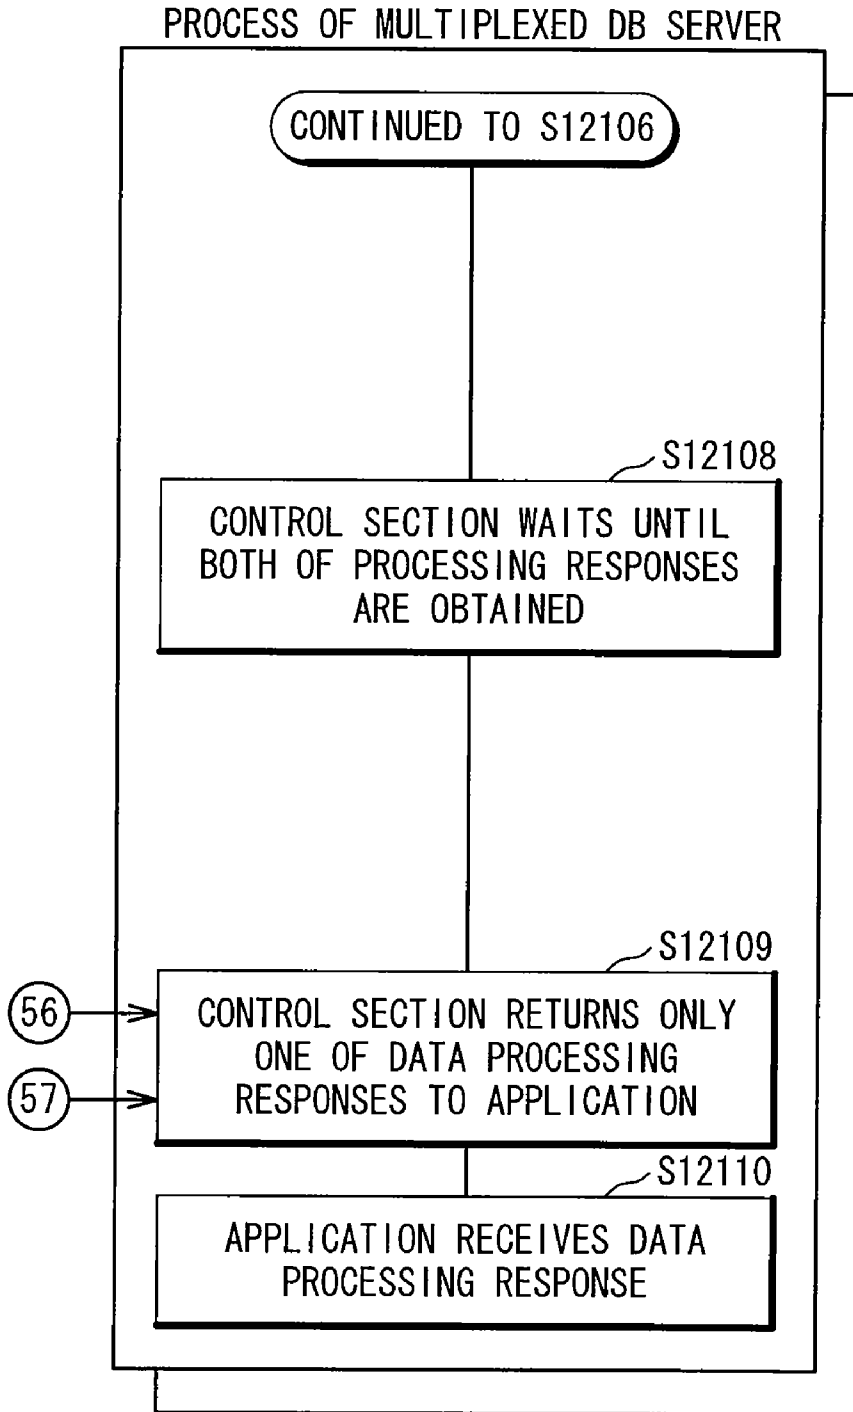 PROCESS OF MULTIPLEXED DB SERVER
CONTINUED TO S12106
S12108
CONTROL SECTION WAITS UNTIL
BOTH OF PROCESSING RESPONSES
ARE OBTAINED
S12109
56
CONTROL SECTION RETURNS ONLY
ONE OF DATA PROCESSING
57
RESPONSES TO APPLICATION
S12110
APPLICATION RECEIVES DATA
PROCESSING RESPONSE